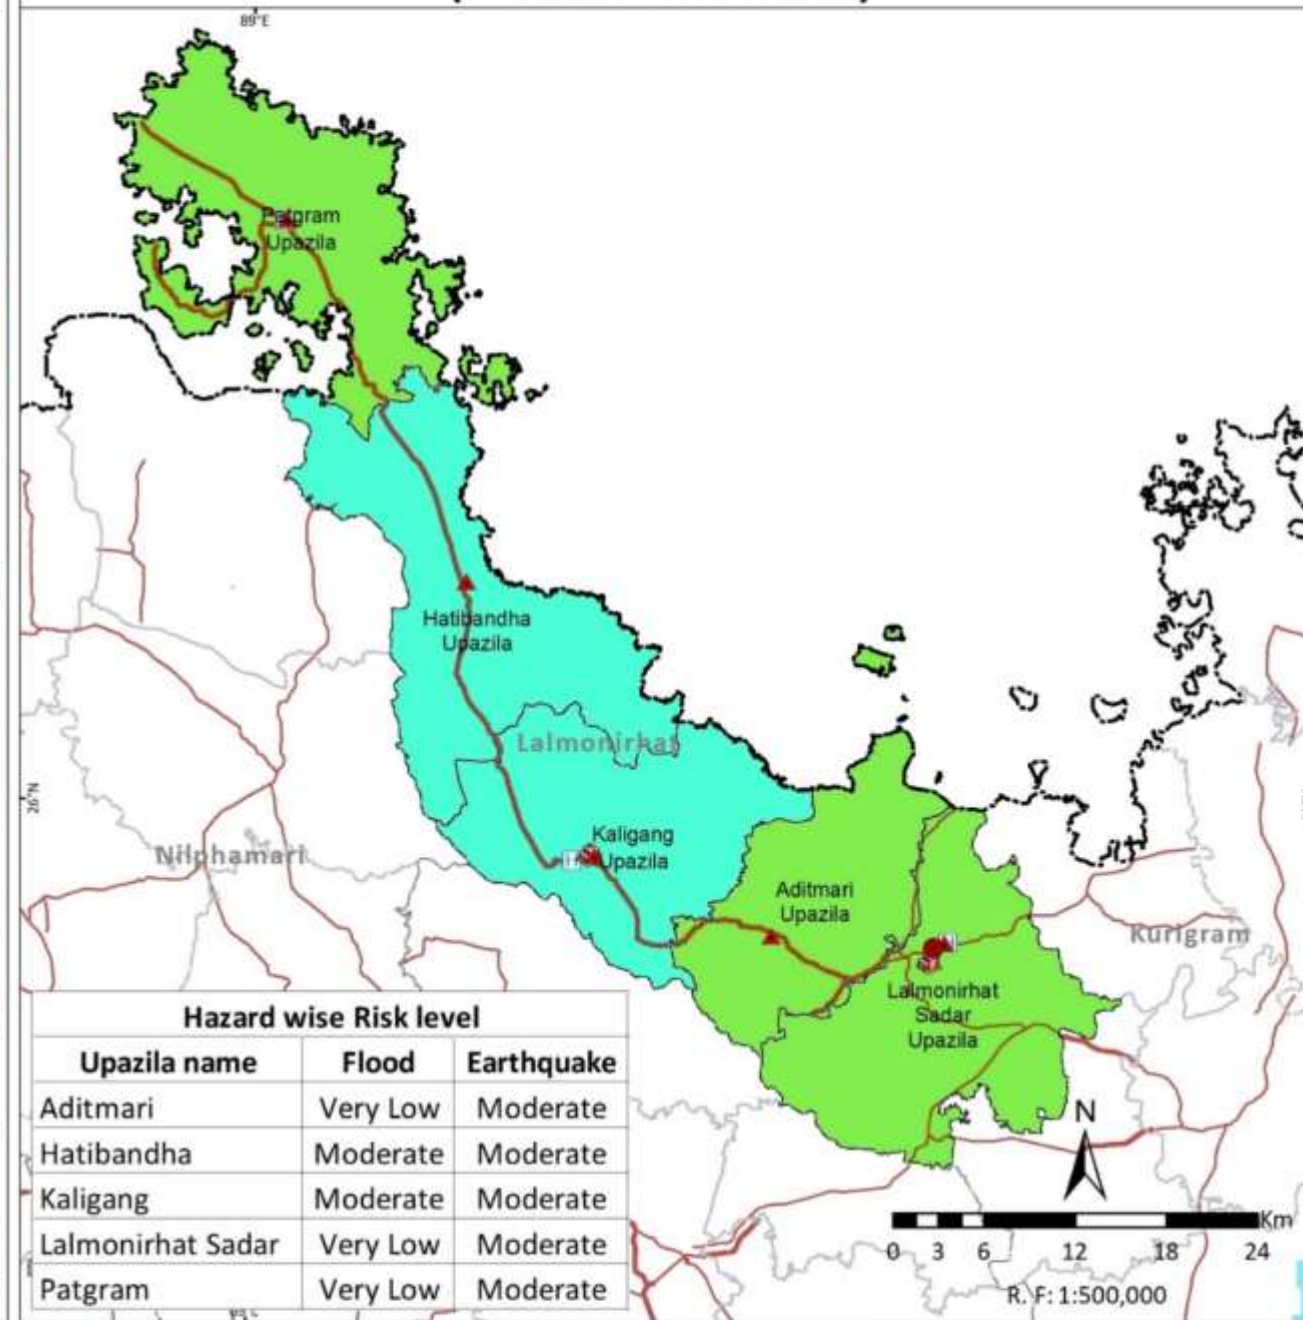 89°E
Patgram
Upazila
Hatibandha
Upazila
Lalmonirhat
26°N
Kaligang
Upazila
Nilphamari
Aditmari
Upazila
Kurigram
Lalmonirhat
Sadar
Upazila
Hazard wise Risk level
Upazila name Flood Earthquake
Aditmari Very Low Moderate
Hatibandha Moderate Moderate
Kaligang Moderate Moderate
Lalmonirhat Sadar Very Low Moderate
Patgram Very Low Moderate
N
Km
0 3 6 12 18 24
R. F: 1:500,000